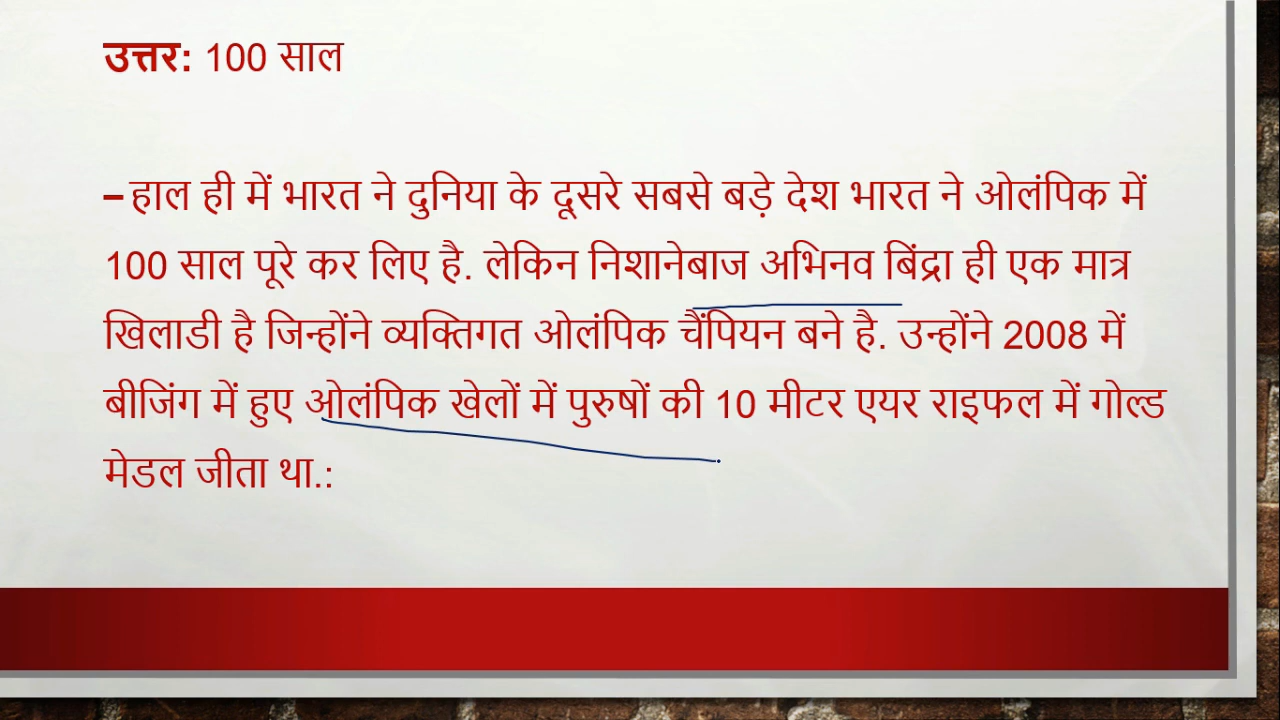 उत्तर: 100 साल
– हाल ही में भारत ने दुनिया के दूसरे सबसे बड़े देश भारत ने ओलंपिक में
100 साल पूरे कर लिए है. लेकिन निशानेबाज अभिनव बिंद्रा ही एक मात्र
खिलाडी है जिन्होंने व्यक्तिगत ओलंपिक चैंपियन बने है. उन्होंने 2008 में
बीजिंग में हुए ओलंपिक खेलों में पुरुषों की 10 मीटर एयर राइफल में गोल्ड
मेडल जीता था.: